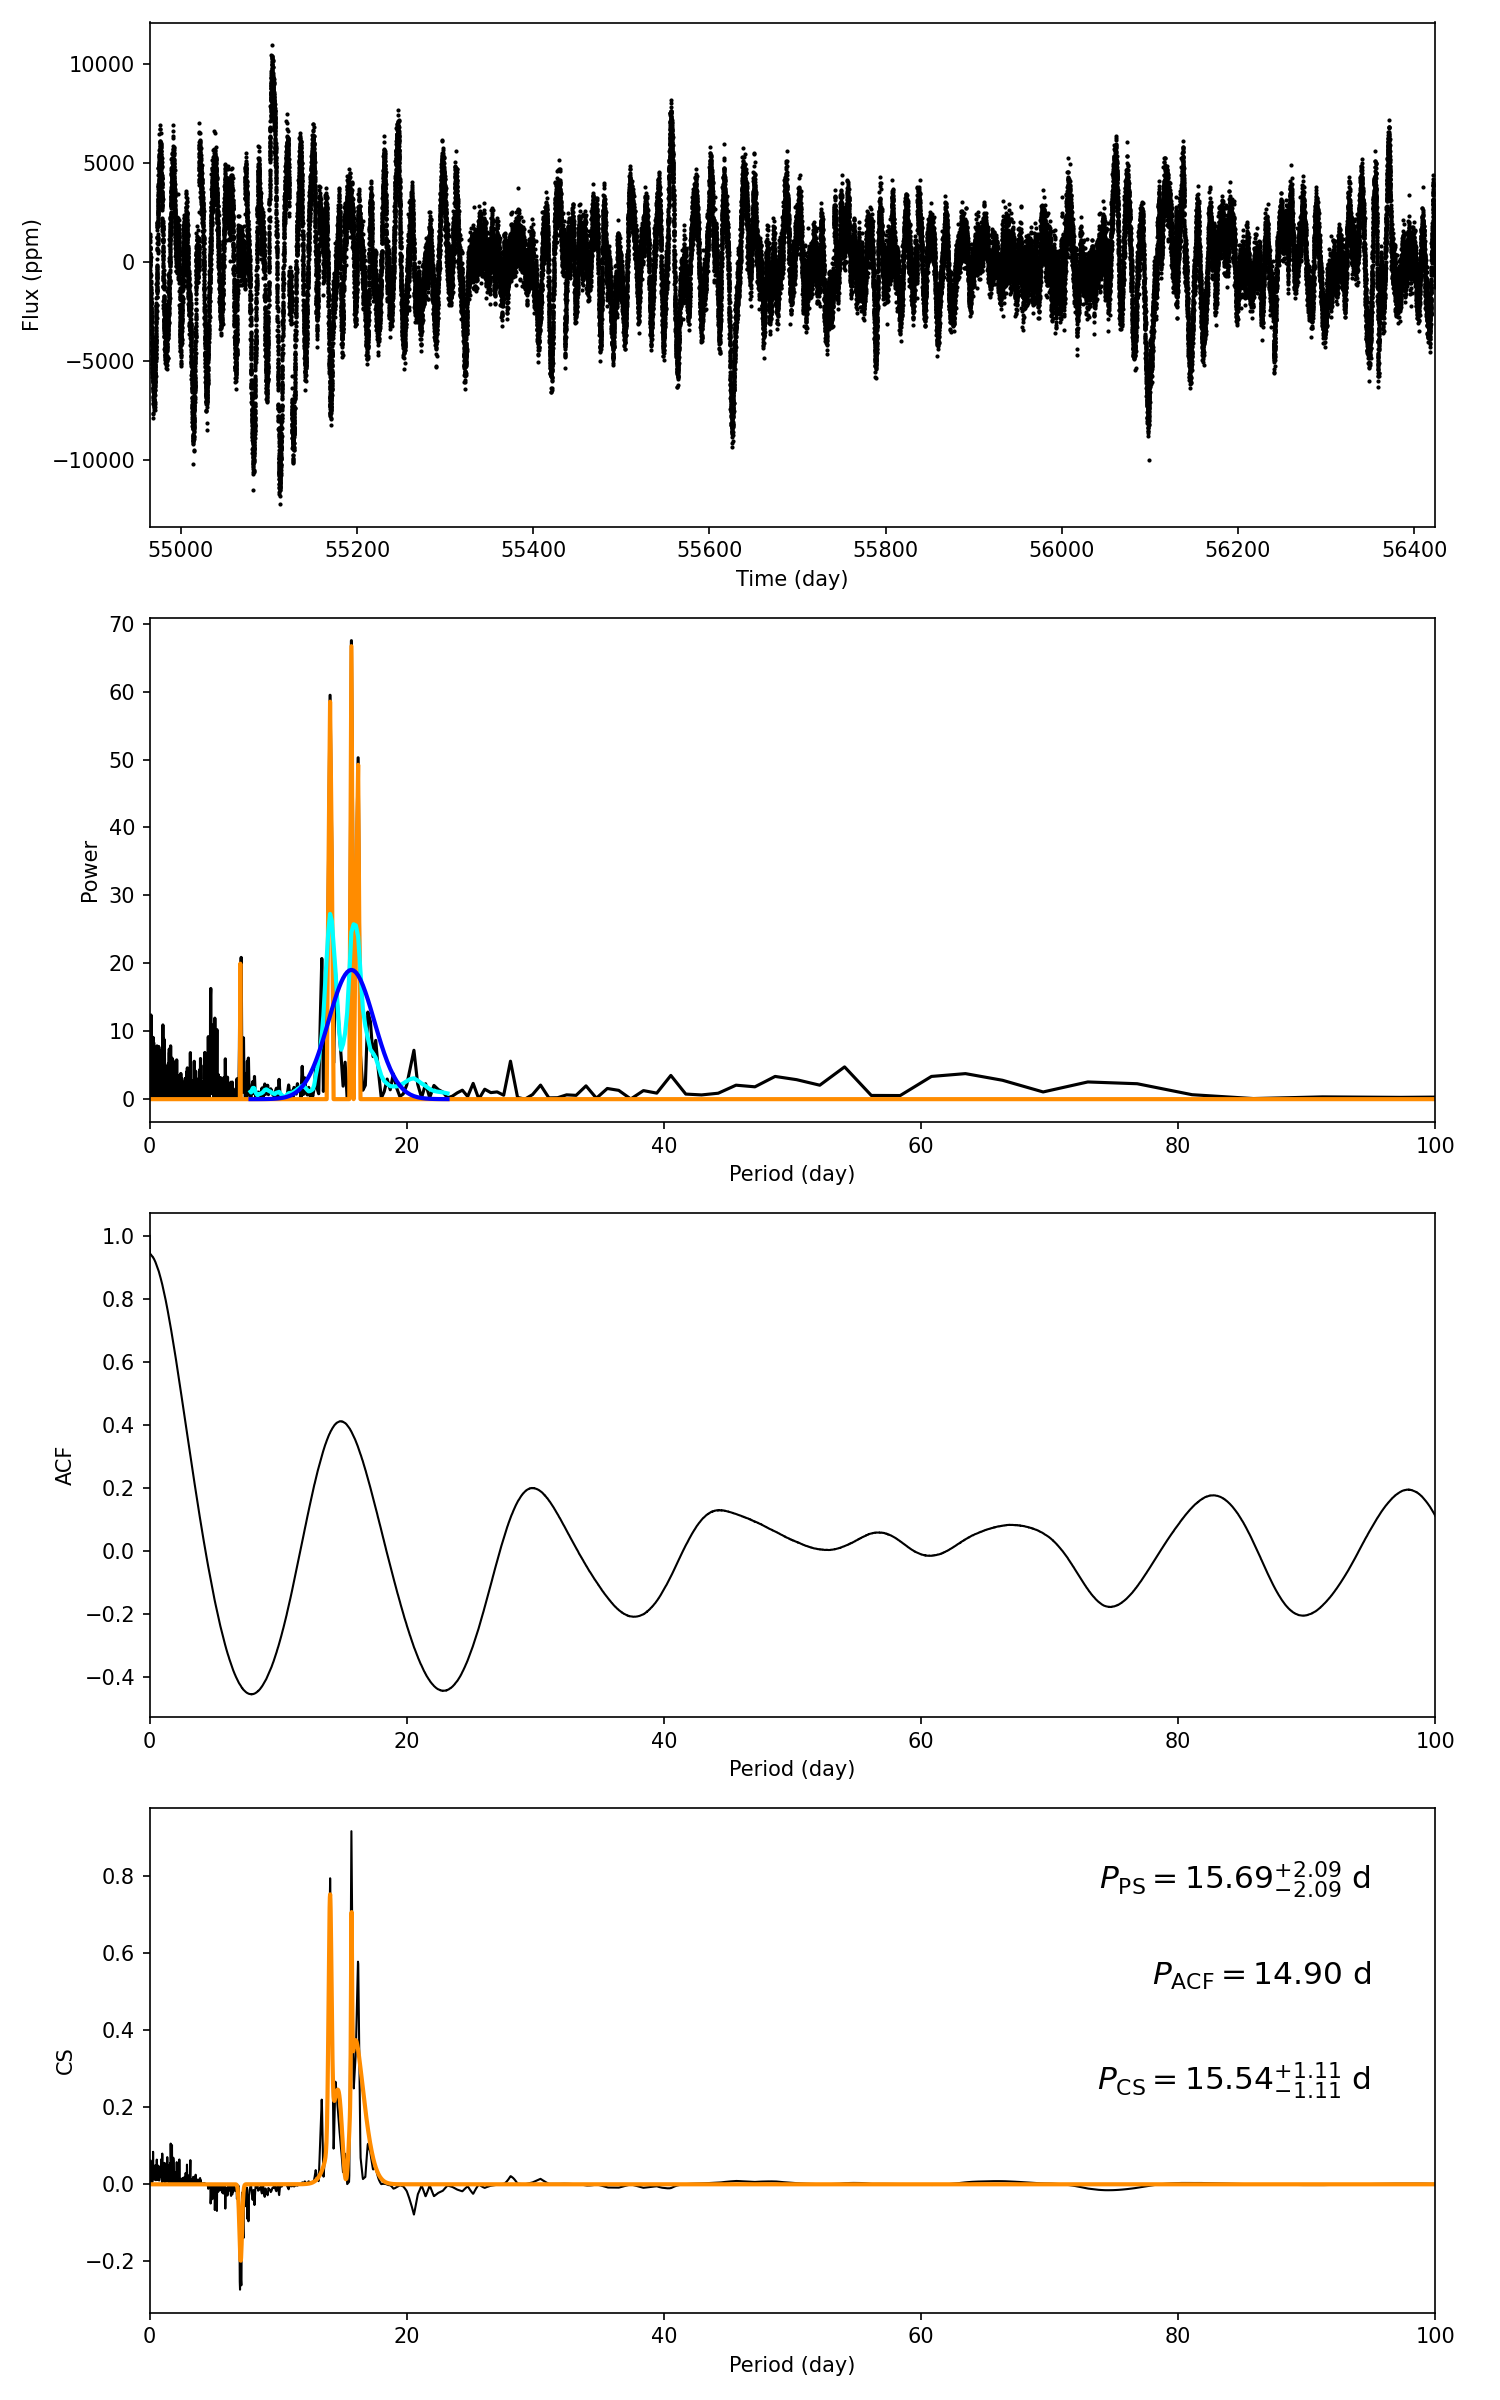 10000
5000
0
−5000
−10000
Flux (ppm)
55000 55200 55400 55600 55800 56000 56200 56400
Time (day)
70
60
50
40
30
20
10
0
Power
0 20 40 60 80 100
Period (day)
1.0
0.8
0.6
0.4
0.2
0.0
−0.2
−0.4
ACF
0 20 40 60 80 100
Period (day)
0.8
0.6
0.4
0.2
0.0
−0.2
CS
P_PS = 15.69^{+2.09}_{−2.09} d
P_ACF = 14.90 d
P_CS = 15.54^{+1.11}_{−1.11} d
0 20 40 60 80 100
Period (day)